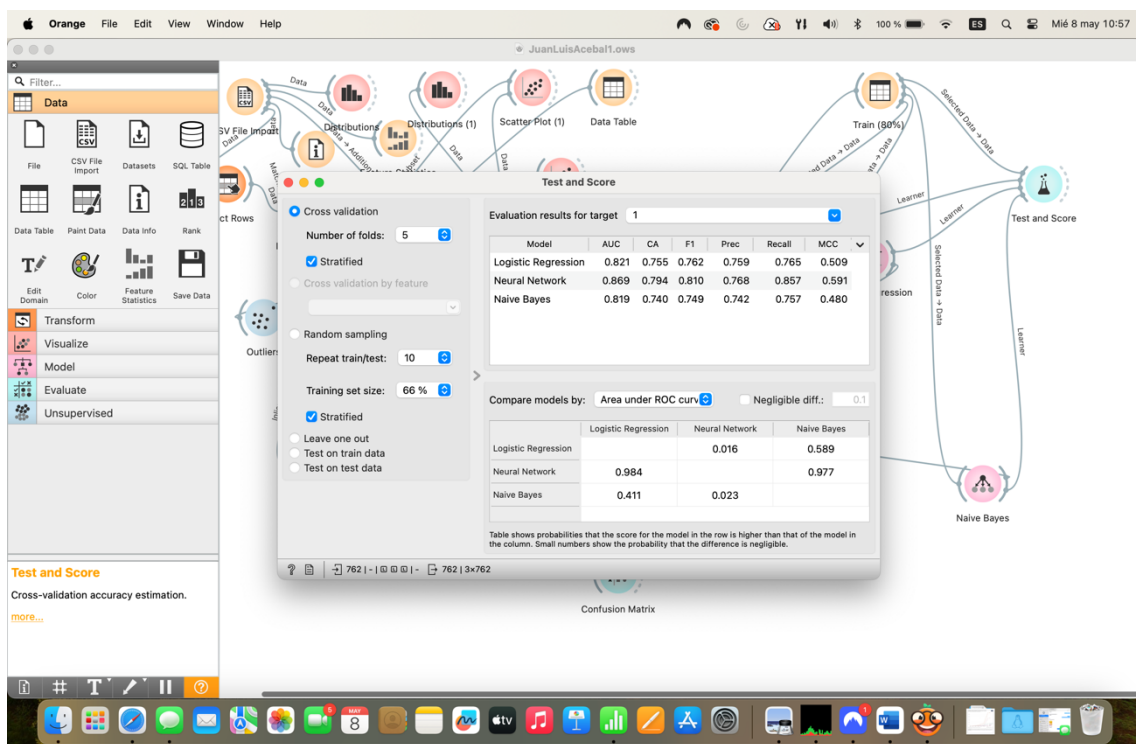 Orange File Edit View Window Help 100 % ES Mié 8 may 10:57
JuanLuisAcebal1.ows
Filter...
Data
File
CSV File Import
Datasets
SQL Table
Data Table
Paint Data
Data Info
Rank
Edit Domain
Color
Feature Statistics
Save Data
Transform
Visualize
Model
Evaluate
Unsupervised
Test and Score
Cross-validation accuracy estimation.
more...
Data
SV File Import
Distributions
Distributions (1)
Scatter Plot (1)
Data Table
Train (80%)
Selected Data → Data
Data
Data
ct Rows
Learner
Learner
Test and Score
ression
Selected Data → Data
Learner
Outlier
Naive Bayes
Confusion Matrix
Test and Score
Cross validation
Number of folds: 5
Stratified
Cross validation by feature
Random sampling
Repeat train/test: 10
Training set size: 66 %
Stratified
Leave one out
Test on train data
Test on test data
Evaluation results for target 1
Model AUC CA F1 Prec Recall MCC
Logistic Regression 0.821 0.755 0.762 0.759 0.765 0.509
Neural Network 0.869 0.794 0.810 0.768 0.857 0.591
Naive Bayes 0.819 0.740 0.749 0.742 0.757 0.480
Compare models by: Area under ROC curv Negligible diff.: 0.1
Logistic Regression Neural Network Naive Bayes
Logistic Regression 0.016 0.589
Neural Network 0.984 0.977
Naive Bayes 0.411 0.023
Table shows probabilities that the score for the model in the row is higher than that of the model in
the column. Small numbers show the probability that the difference is negligible.
762 | - | 762 | 3×762
MAY
8
tv